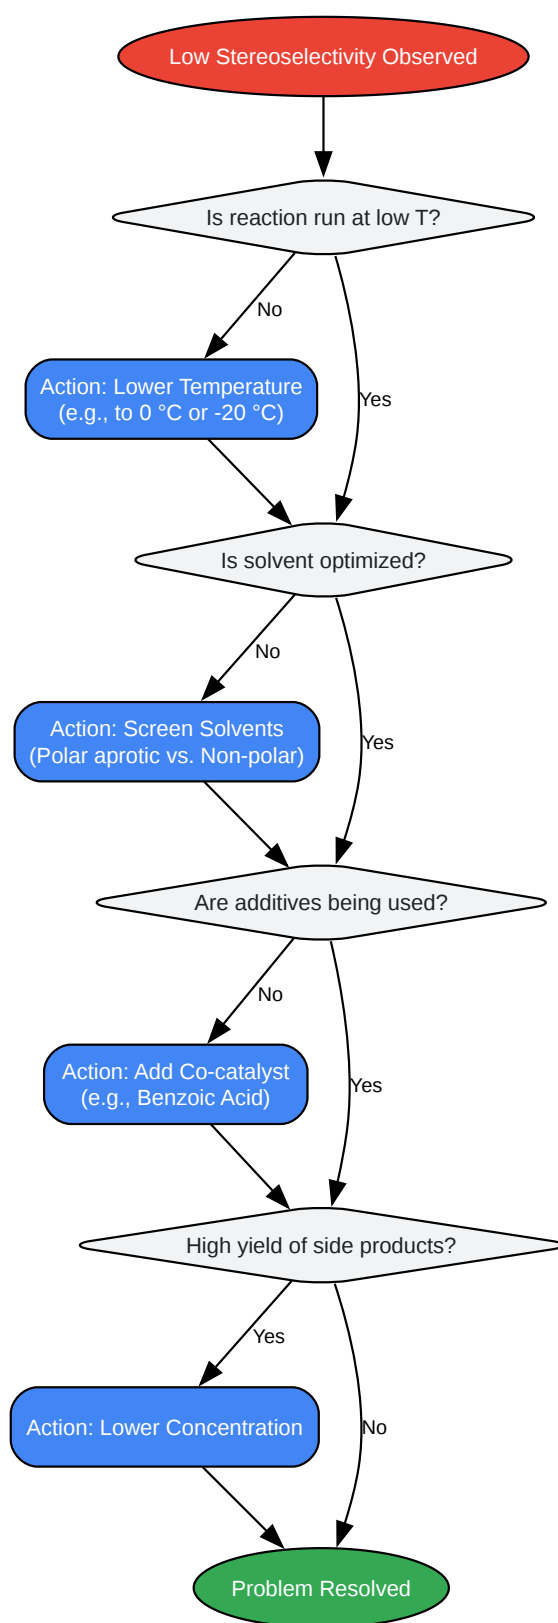 Low Stereoselectivity Observed
Is reaction run at low T?
No
Yes
Action: Lower Temperature
(e.g., to 0 °C or -20 °C)
Is solvent optimized?
No
Yes
Action: Screen Solvents
(Polar aprotic vs. Non-polar)
Are additives being used?
No
Yes
Action: Add Co-catalyst
(e.g., Benzoic Acid)
High yield of side products?
Yes
No
Action: Lower Concentration
Problem Resolved